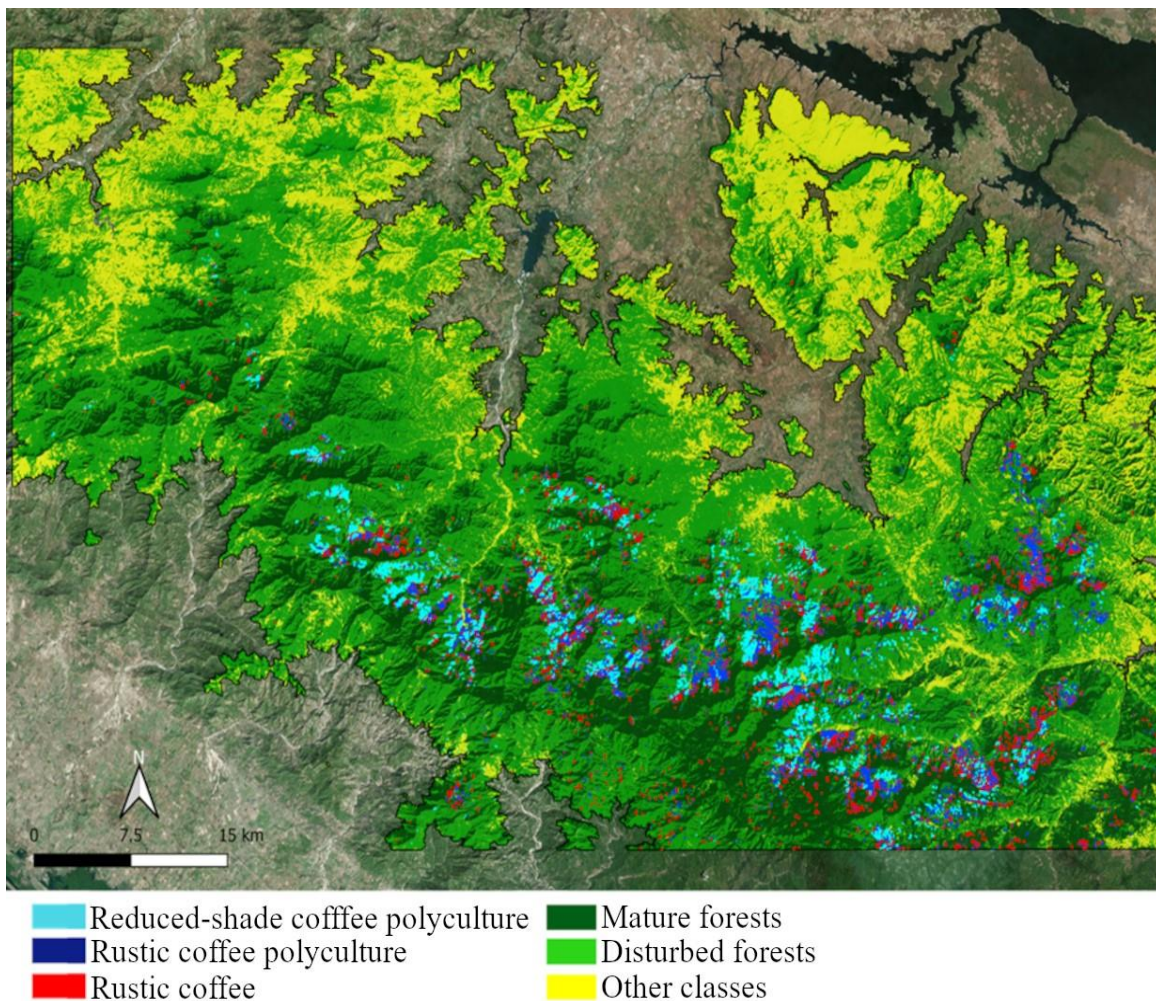 N
0 7,5 15 km
Reduced-shade cofffee polyculture
Rustic coffee polyculture
Rustic coffee
Mature forests
Disturbed forests
Other classes